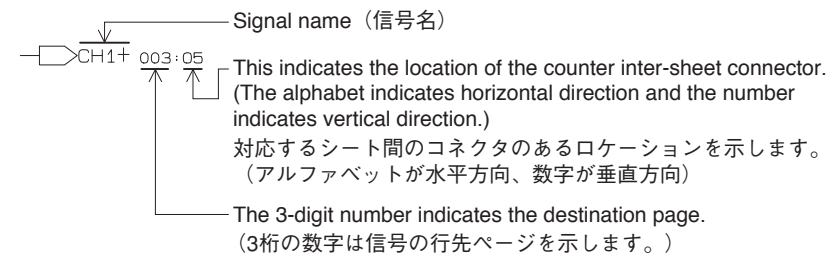 Signal name（信号名）
CH1+ 003:05
This indicates the location of the counter inter-sheet connector.
(The alphabet indicates horizontal direction and the number
indicates vertical direction.)
対応するシート間のコネクタのあるロケーションを示します。
（アルファベットが水平方向、数字が垂直方向）
The 3-digit number indicates the destination page.
（3桁の数字は信号の行先ページを示します。）